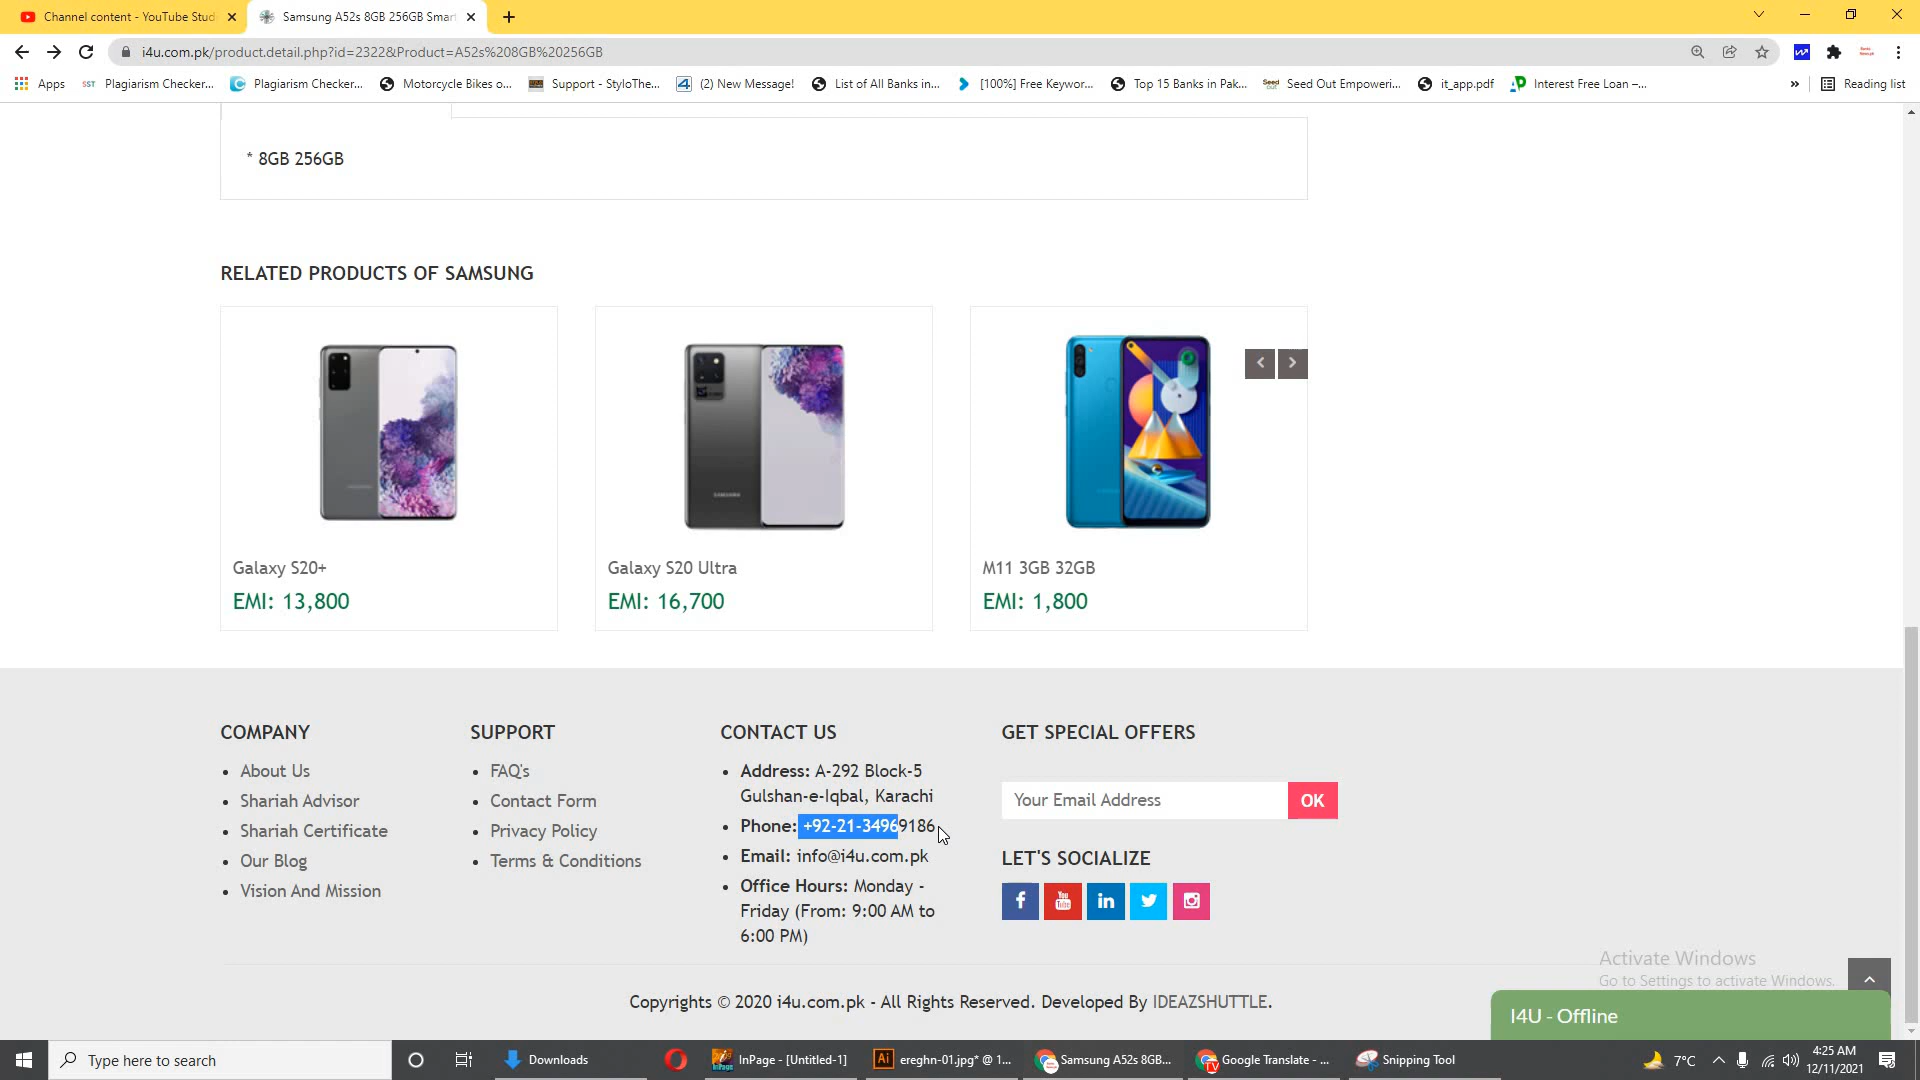 Channel content - YouTube Stud
Samsung A52s 8GB 256GB Smart
i4u.com.pk/product.detail.php?id=2322&Product=A52s%208GB%20256GB
Apps
SST Plagiarism Checker...
Plagiarism Checker...
Motorcycle Bikes o...
Support - StyloThe...
(2) New Message!
List of All Banks in...
[100%] Free Keywor...
Top 15 Banks in Pak...
Seed Out Empoweri...
it_app.pdf
Interest Free Loan –...
»
Reading list
* 8GB 256GB
RELATED PRODUCTS OF SAMSUNG
Galaxy S20+
EMI: 13,800
Galaxy S20 Ultra
EMI: 16,700
M11 3GB 32GB
EMI: 1,800
COMPANY
About Us
Shariah Advisor
Shariah Certificate
Our Blog
Vision And Mission
SUPPORT
FAQ's
Contact Form
Privacy Policy
Terms & Conditions
CONTACT US
Address: A-292 Block-5
Gulshan-e-Iqbal, Karachi
Phone: +92-21-34969186
Email: info@i4u.com.pk
Office Hours: Monday -
Friday (From: 9:00 AM to
6:00 PM)
GET SPECIAL OFFERS
Your Email Address
OK
LET'S SOCIALIZE
Copyrights © 2020 i4u.com.pk - All Rights Reserved. Developed By IDEAZSHUTTLE.
Activate Windows
Go to Settings to activate Windows.
I4U - Offline
Type here to search
Downloads
InPage - [Untitled-1]
Ai
ereghn-01.jpg* @ 1...
Samsung A52s 8GB...
TV
Google Translate - ...
Snipping Tool
7°C
4:25 AM
12/11/2021